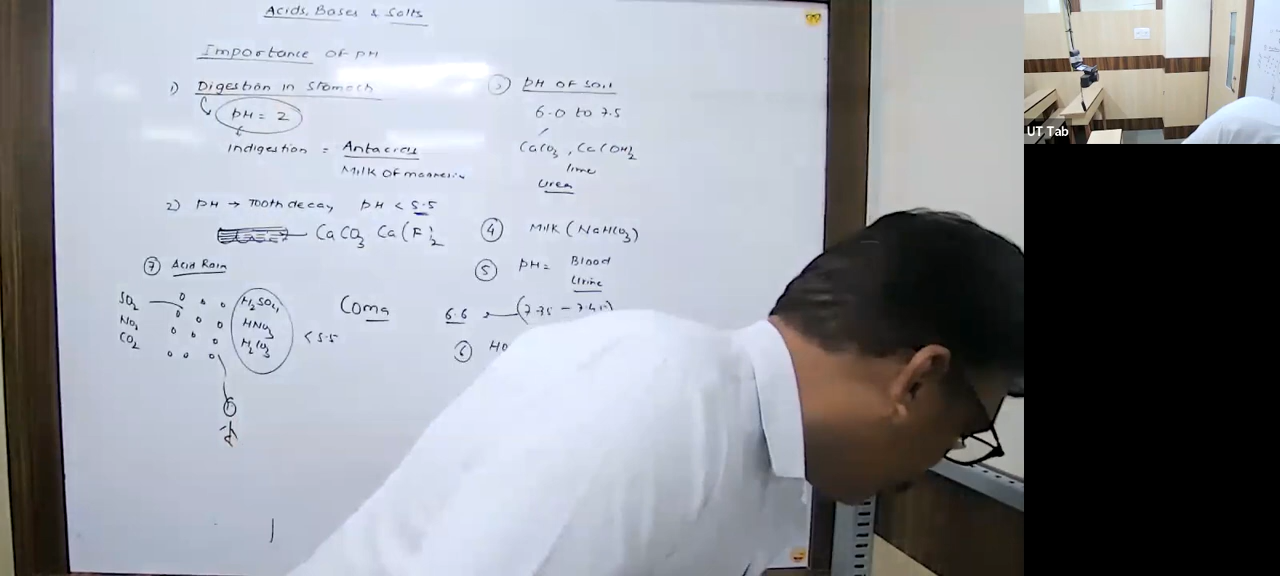 Acids, Bases & Salts
Importance of pH
1) Digestion in stomach
pH = 2
indigestion = Antacids
Milk of
2) pH → Tooth decay pH < 5.5
CaCO3 Ca(F)2
7 Acid Rain
SO2 H2SO4
NO2 HNO3
CO2 H2CO3
< 5.5
Coma
3) pH of soil
6.0 to 7.5
CaCO3, Ca(OH)2
lime
Urea
4 Milk (NaHCO3)
5 pH = Blood
Urine
6.6 (7.35 -
6 Ho
UT Tab